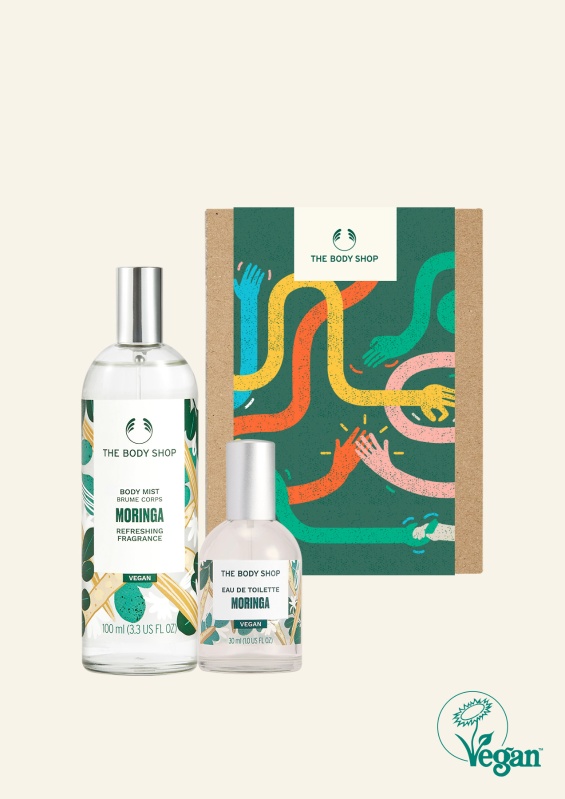 THE BODY SHOP
THE BODY SHOP
BODY MIST
BRUME CORPS
MORINGA
REFRESHING
FRAGRANCE
VEGAN
100 ml (3.3 US FL OZ)
THE BODY SHOP
EAU DE TOILETTE
MORINGA
VEGAN
30 ml (1.0 US FL OZ)
Vegan™